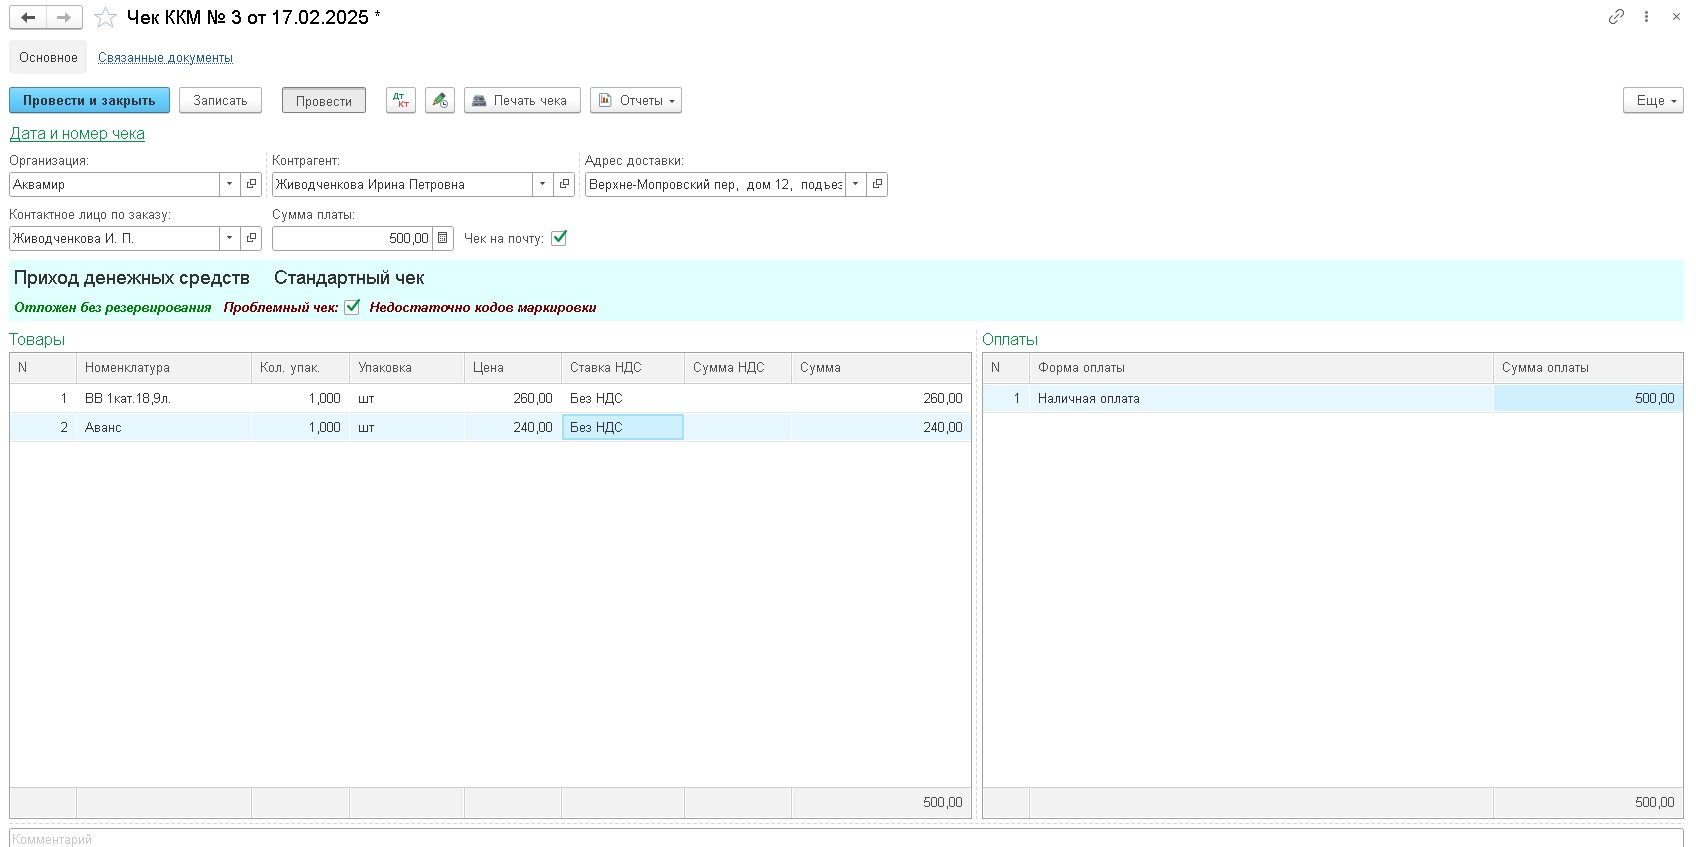 Чек ККМ № 3 от 17.02.2025 *
Основное Связанные документы
Провести и закрыть Записать Провести Дт Кт Печать чека Отчеты Еще
Дата и номер чека
Организация: Контрагент: Адрес доставки:
Аквамир Живодченкова Ирина Петровна Верхне-Мопровский пер, дом 12, подъез
Контактное лицо по заказу: Сумма платы:
Живодченкова И. П. 500,00 Чек на почту:
Приход денежных средств Стандартный чек
Отложен без резервирования Проблемный чек: Недостаточно кодов маркировки
Товары Оплаты
N Номенклатура Кол. упак. Упаковка Цена Ставка НДС Сумма НДС Сумма N Форма оплаты Сумма оплаты
1 ВВ 1кат.18,9л. 1,000 шт 260,00 Без НДС 260,00 1 Наличная оплата 500,00
2 Аванс 1,000 шт 240,00 Без НДС 240,00
500,00 500,00
Комментарий